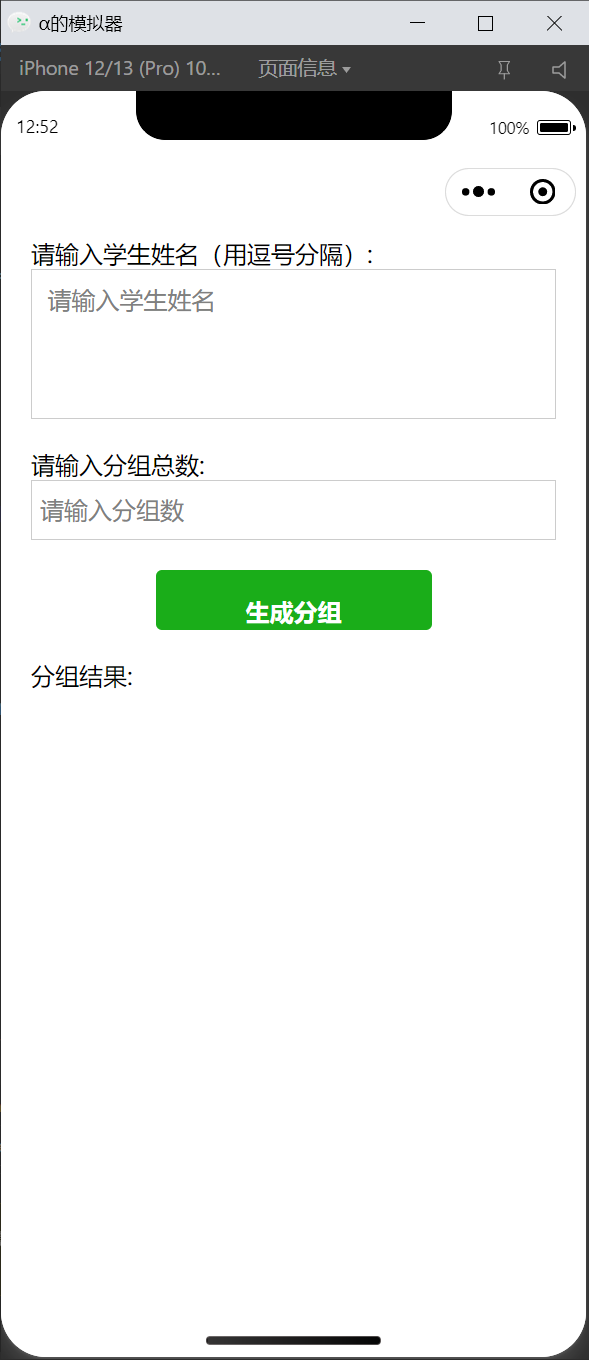 α的模拟器
iPhone 12/13 (Pro) 10... 页面信息
12:52 100%
请输入学生姓名（用逗号分隔）:
请输入学生姓名
请输入分组总数:
请输入分组数
生成分组
分组结果: